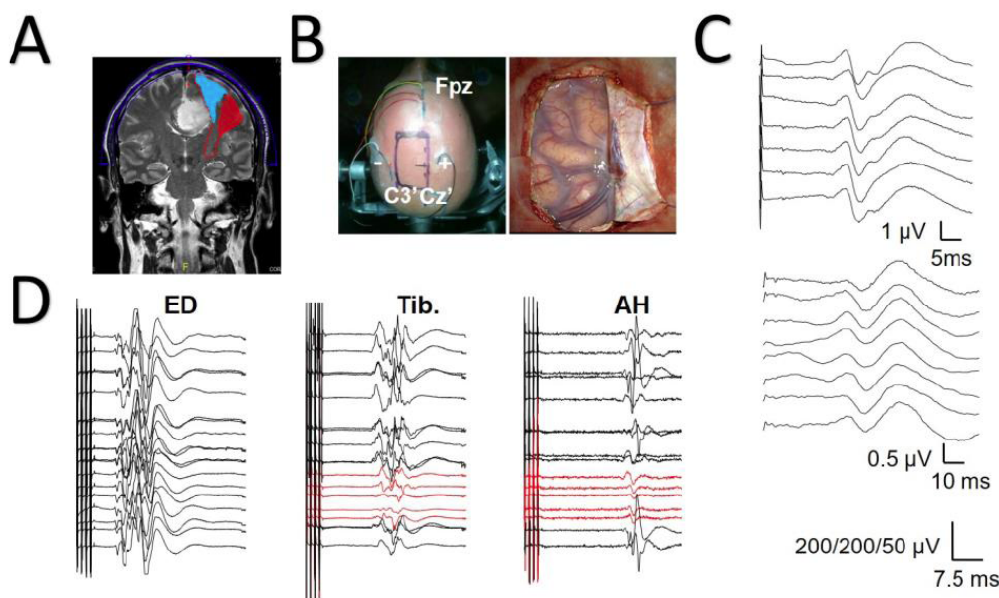 A
B
C
Fpz
-
+
C3' Cz'
F
1 µV
5ms
D
ED
Tib.
AH
0.5 µV
10 ms
200/200/50 µV
7.5 ms